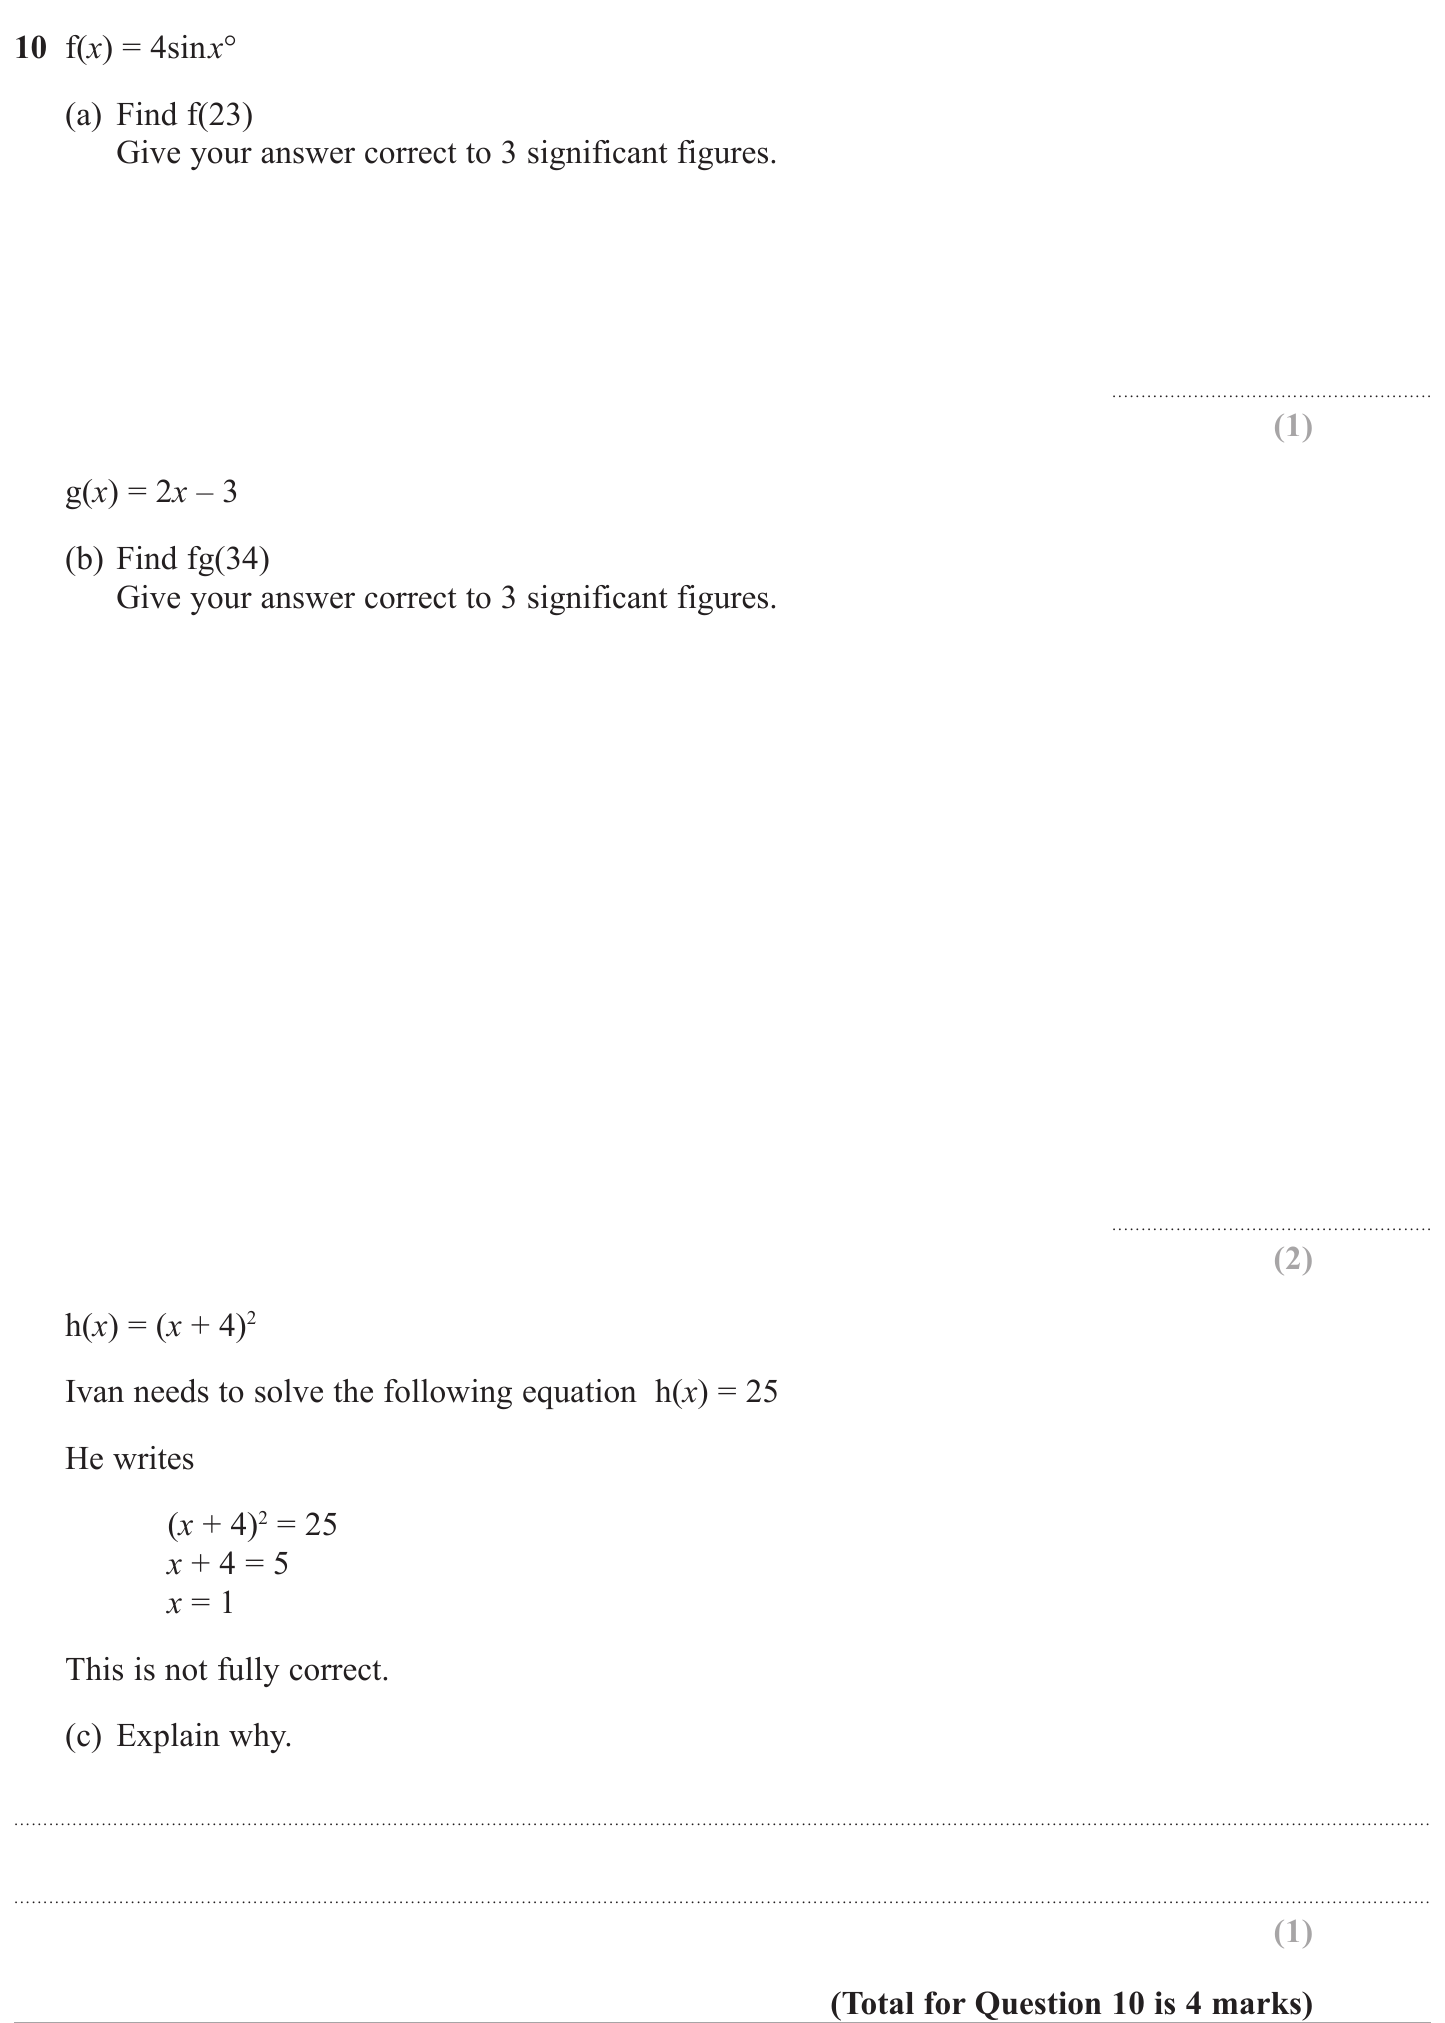 10 f(x) = 4sinx°
(a) Find f(23)
Give your answer correct to 3 significant figures.
(1)
g(x) = 2x – 3
(b) Find fg(34)
Give your answer correct to 3 significant figures.
(2)
h(x) = (x + 4)²
Ivan needs to solve the following equation h(x) = 25
He writes
(x + 4)² = 25
x + 4 = 5
x = 1
This is not fully correct.
(c) Explain why.
(1)
(Total for Question 10 is 4 marks)